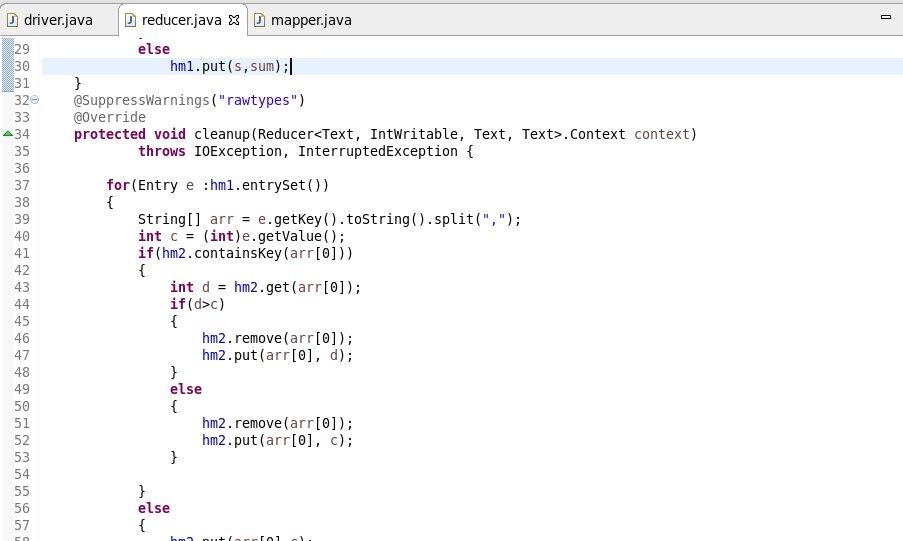 driver.java reducer.java mapper.java
29 else
30 hm1.put(s,sum);
31 }
32 @SuppressWarnings("rawtypes")
33 @Override
34 protected void cleanup(Reducer<Text, IntWritable, Text, Text>.Context context)
35 throws IOException, InterruptedException {
36
37 for(Entry e :hm1.entrySet())
38 {
39 String[] arr = e.getKey().toString().split(",");
40 int c = (int)e.getValue();
41 if(hm2.containsKey(arr[0]))
42 {
43 int d = hm2.get(arr[0]);
44 if(d>c)
45 {
46 hm2.remove(arr[0]);
47 hm2.put(arr[0], d);
48 }
49 else
50 {
51 hm2.remove(arr[0]);
52 hm2.put(arr[0], c);
53 }
54
55 }
56 else
57 {
58 hm2.put(arr[0],c);